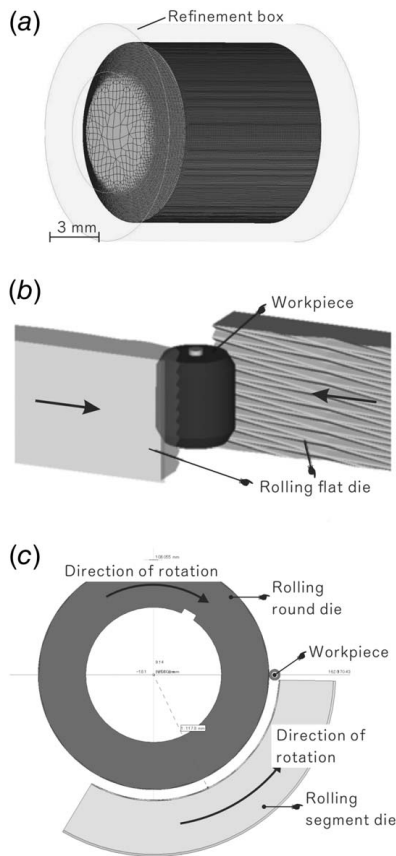 (a)
Refinement box
3 mm
(b)
Workpiece
Rolling flat die
(c)
Direction of rotation
Rolling
round die
Workpiece
Direction of
rotation
Rolling
segment die